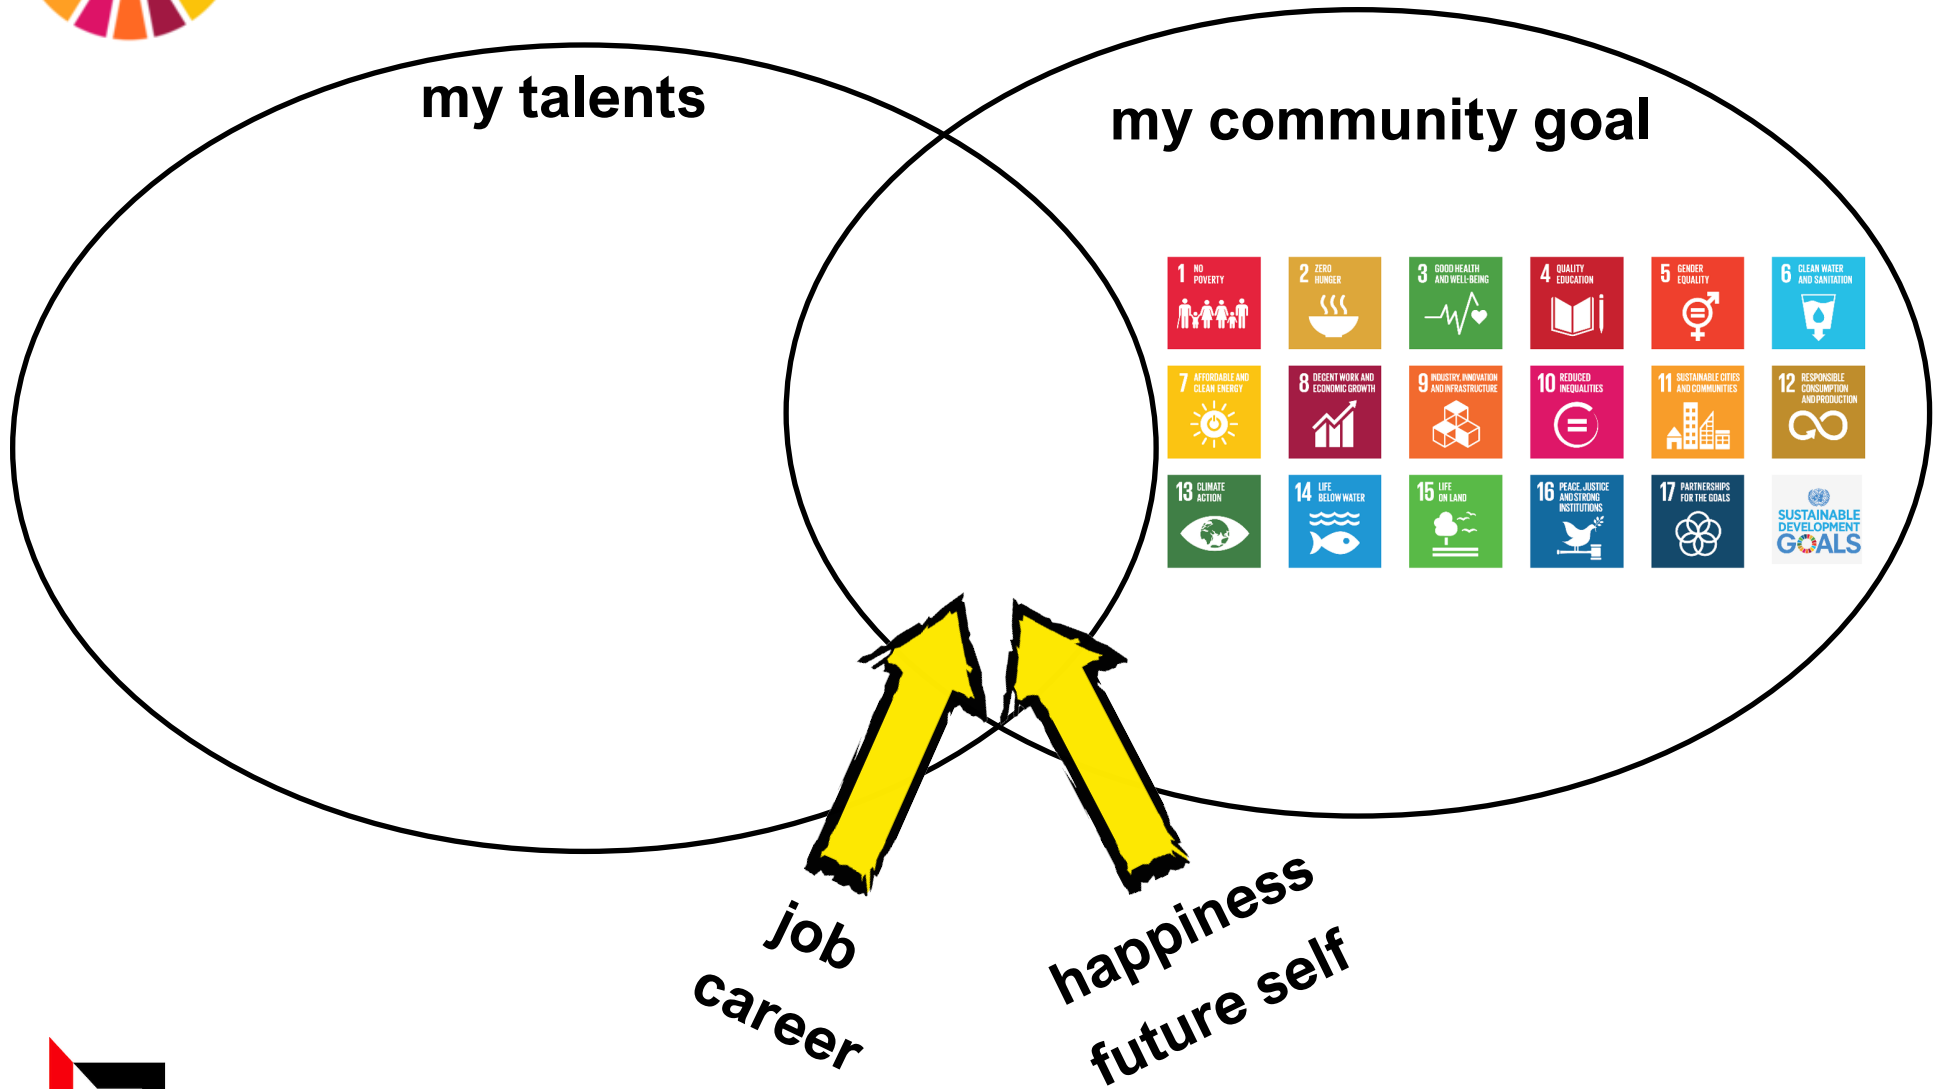 my talents
my community goal
1 NO
POVERTY
2 ZERO
HUNGER
3 GOOD HEALTH
AND WELL-BEING
4 QUALITY
EDUCATION
5 GENDER
EQUALITY
6 CLEAN WATER
AND SANITATION
7 AFFORDABLE AND
CLEAN ENERGY
8 DECENT WORK AND
ECONOMIC GROWTH
9 INDUSTRY, INNOVATION
AND INFRASTRUCTURE
10 REDUCED
INEQUALITIES
11 SUSTAINABLE CITIES
AND COMMUNITIES
12 RESPONSIBLE
CONSUMPTION
AND PRODUCTION
13 CLIMATE
ACTION
14 LIFE
BELOW WATER
15 LIFE
ON LAND
16 PEACE, JUSTICE
AND STRONG
INSTITUTIONS
17 PARTNERSHIPS
FOR THE GOALS
SUSTAINABLE
DEVELOPMENT
GOALS
job
career
happiness
future self